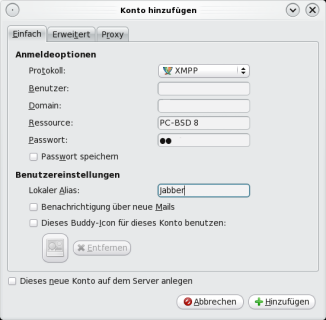 Konto hinzufügen
Einfach Erweitert Proxy
Anmeldeoptionen
Protokoll: XMPP
Benutzer:
Domain:
Ressource: PC-BSD 8
Passwort: ●●
Passwort speichern
Benutzereinstellungen
Lokaler Alias: Jabber
Benachrichtigung über neue Mails
Dieses Buddy-Icon für dieses Konto benutzen:
Entfernen
Dieses neue Konto auf dem Server anlegen
Abbrechen Hinzufügen